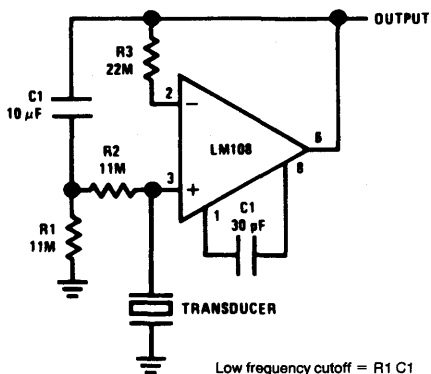 OUTPUT
R3
22M
C1
10 μF
2
−
R2
11M
LM108
6
8
3
+
C1
30 pF
1
R1
11M
TRANSDUCER
Low frequency cutoff = R1 C1